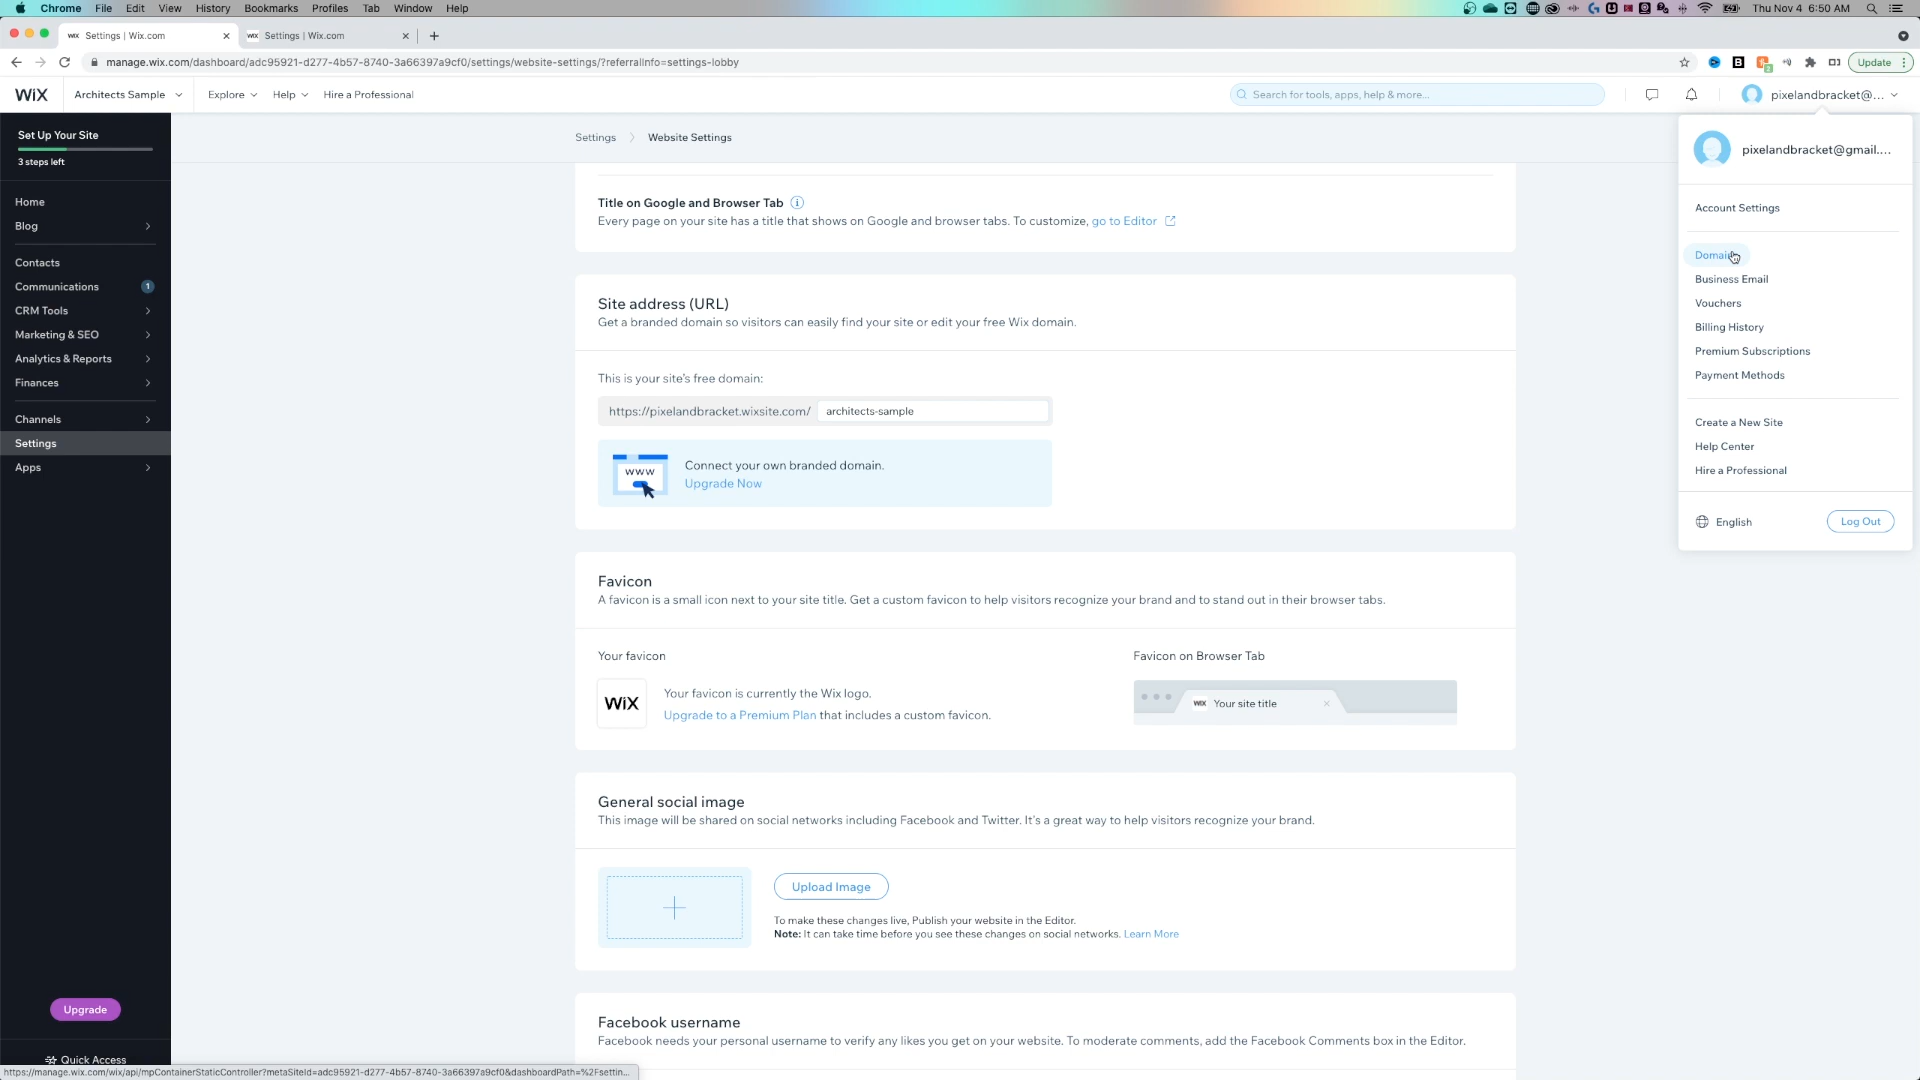 Chrome File Edit View History Bookmarks Profiles Tab Window Help
Thu Nov 4 6:50 AM
WiX Settings | Wix.com
WiX Settings | Wix.com
manage.wix.com/dashboard/adc95921-d277-4b57-8740-3a66397a9cf0/settings/website-settings/?referralInfo=settings-lobby
Update
WiX
Architects Sample
Explore
Help
Hire a Professional
Search for tools, apps, help & more...
pixelandbracket@...
Set Up Your Site
3 steps left
Home
Blog
Contacts
Communications 1
CRM Tools
Marketing & SEO
Analytics & Reports
Finances
Channels
Settings
Apps
Upgrade
Quick Access
Settings
Website Settings
Title on Google and Browser Tab
Every page on your site has a title that shows on Google and browser tabs. To customize, go to Editor
Site address (URL)
Get a branded domain so visitors can easily find your site or edit your free Wix domain.
This is your site's free domain:
https://pixelandbracket.wixsite.com/ architects-sample
www
Connect your own branded domain.
Upgrade Now
Favicon
A favicon is a small icon next to your site title. Get a custom favicon to help visitors recognize your brand and to stand out in their browser tabs.
Your favicon
WiX
Your favicon is currently the Wix logo.
Upgrade to a Premium Plan that includes a custom favicon.
Favicon on Browser Tab
WiX Your site title
General social image
This image will be shared on social networks including Facebook and Twitter. It's a great way to help visitors recognize your brand.
Upload Image
To make these changes live, Publish your website in the Editor.
Note: It can take time before you see these changes on social networks. Learn More
Facebook username
Facebook needs your personal username to verify any likes you get on your website. To moderate comments, add the Facebook Comments box in the Editor.
pixelandbracket@gmail....
Account Settings
Business Email
Vouchers
Billing History
Premium Subscriptions
Payment Methods
Create a New Site
Help Center
Hire a Professional
English
Log Out
https://manage.wix.com/wix/api/mpContainerStaticController?metaSiteId=adc95921-d277-4b57-8740-3a66397a9cf0&dashboardPath=%2Fsettin...